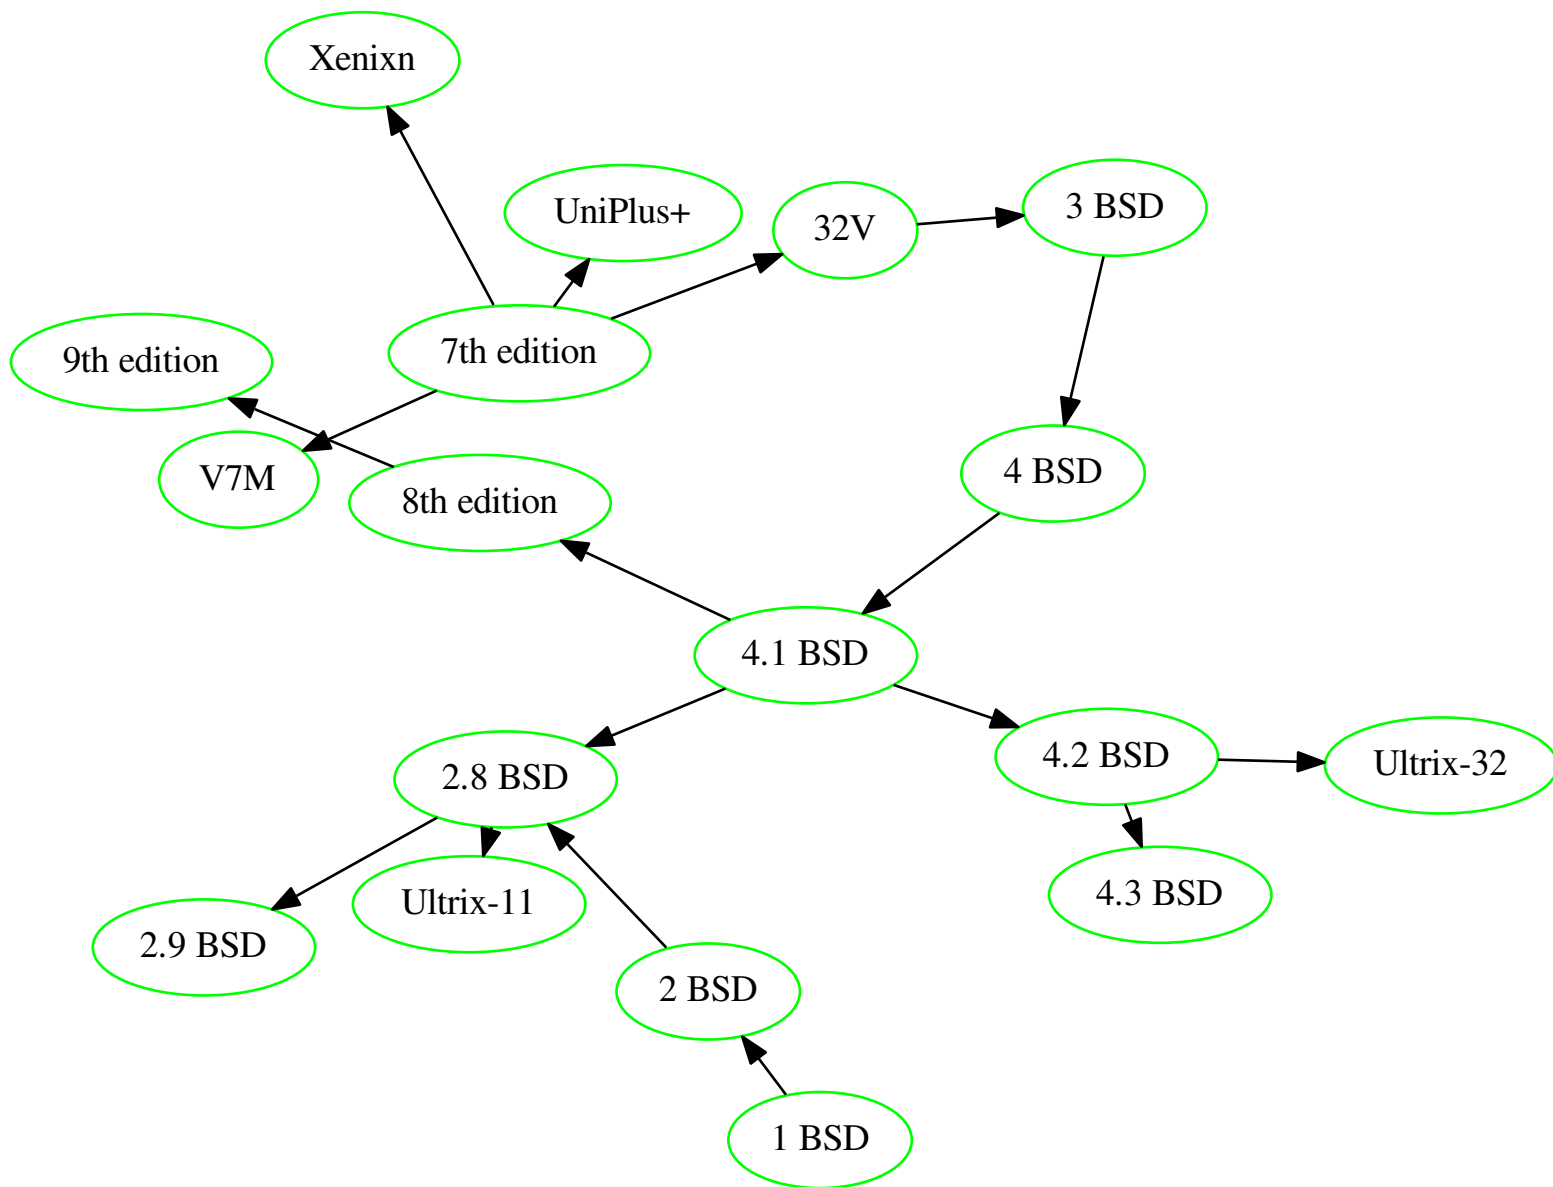 Xenixn
UniPlus+
32V
3 BSD
9th edition
7th edition
V7M
8th edition
4 BSD
4.1 BSD
2.8 BSD
4.2 BSD
Ultrix-32
2.9 BSD
Ultrix-11
4.3 BSD
2 BSD
1 BSD